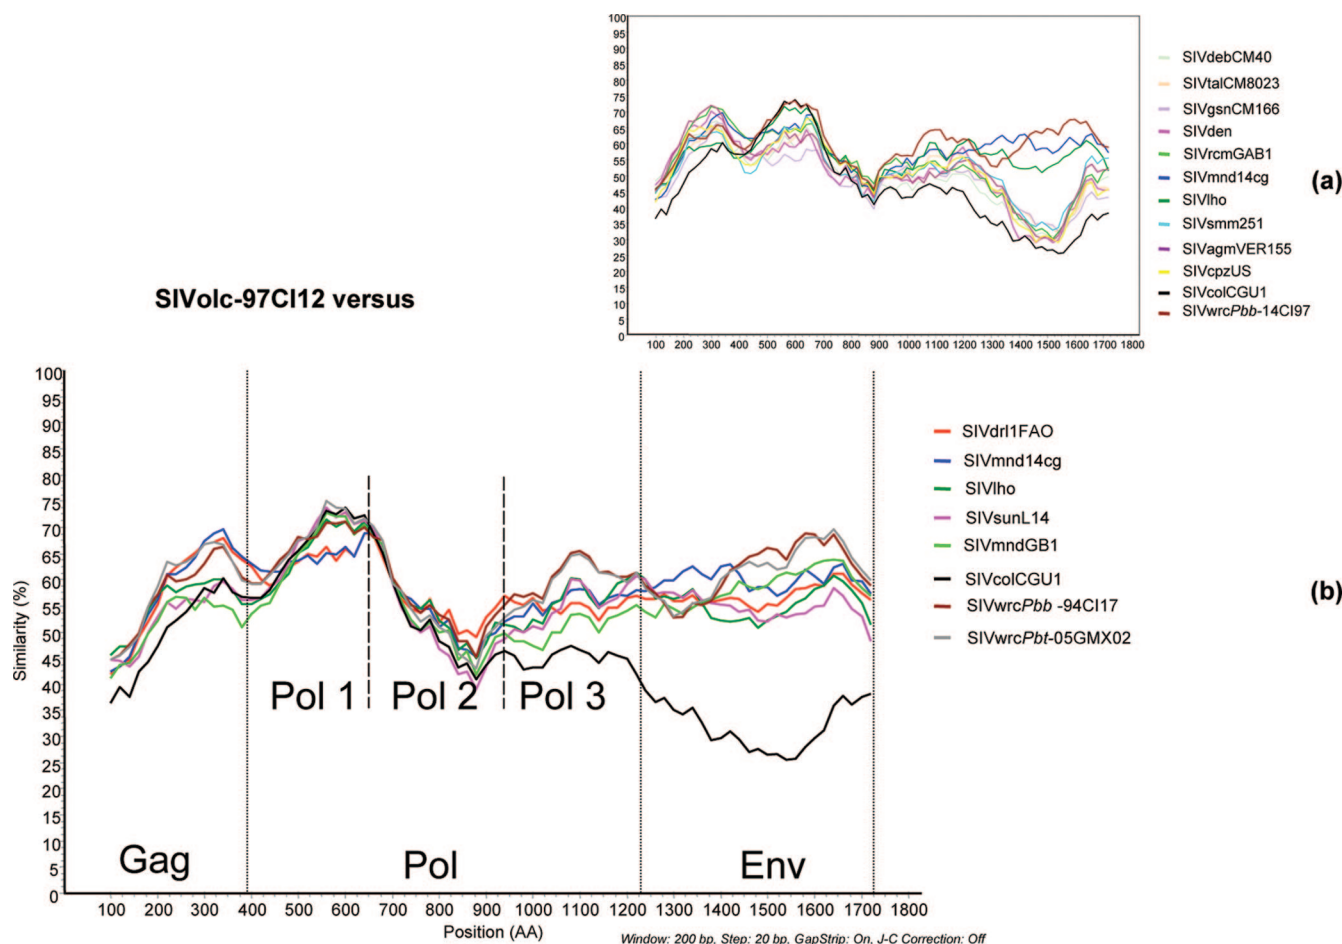 100
95
90
85
80
75
70
65
60
55
50
45
40
35
30
25
20
15
10
5
0
100 200 300 400 500 600 700 800 900 1000 1100 1200 1300 1400 1500 1600 1700 1800
SIVdebCM40
SIVtalCM8023
SIVgsnCM166
SIVden
SIVrcmGAB1
SIVmnd14cg
SIVlho
SIVsmm251
SIVagmVER155
SIVcpzUS
SIVcolCGU1
SIVwrcPbb-14CI97
(a)
SIVolc-97CI12 versus
100
95
90
85
80
75
70
65
60
55
50
45
40
35
30
25
20
15
10
5
0
Similarity (%)
Pol 1 Pol 2 Pol 3
Gag Pol Env
100 200 300 400 500 600 700 800 900 1000 1100 1200 1300 1400 1500 1600 1700 1800
Position (AA)
SIVdrl1FAO
SIVmnd14cg
SIVlho
SIVsunL14
SIVmndGB1
SIVcolCGU1
SIVwrcPbb -94CI17
SIVwrcPbt-05GMX02
(b)
Window: 200 bp, Step: 20 bp, GapStrip: On, J-C Correction: Off